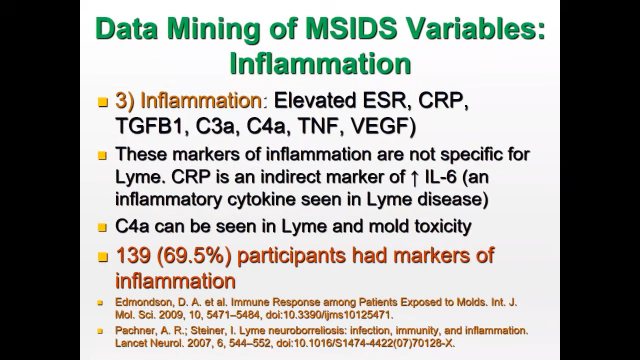 Data Mining of MSIDS Variables:
Inflammation
3) Inflammation: Elevated ESR, CRP,
TGFB1, C3a, C4a, TNF, VEGF)
These markers of inflammation are not specific for
Lyme. CRP is an indirect marker of ↑ IL-6 (an
inflammatory cytokine seen in Lyme disease)
C4a can be seen in Lyme and mold toxicity
139 (69.5%) participants had markers of
inflammation
Edmondson, D. A. et al. Immune Response among Patients Exposed to Molds. Int. J.
Mol. Sci. 2009, 10, 5471–5484, doi:10.3390/ijms10125471.
Pachner, A. R.; Steiner, I. Lyme neuroborreliosis: infection, immunity, and inflammation.
Lancet Neurol. 2007, 6, 544–552, doi:10.1016/S1474-4422(07)70128-X.